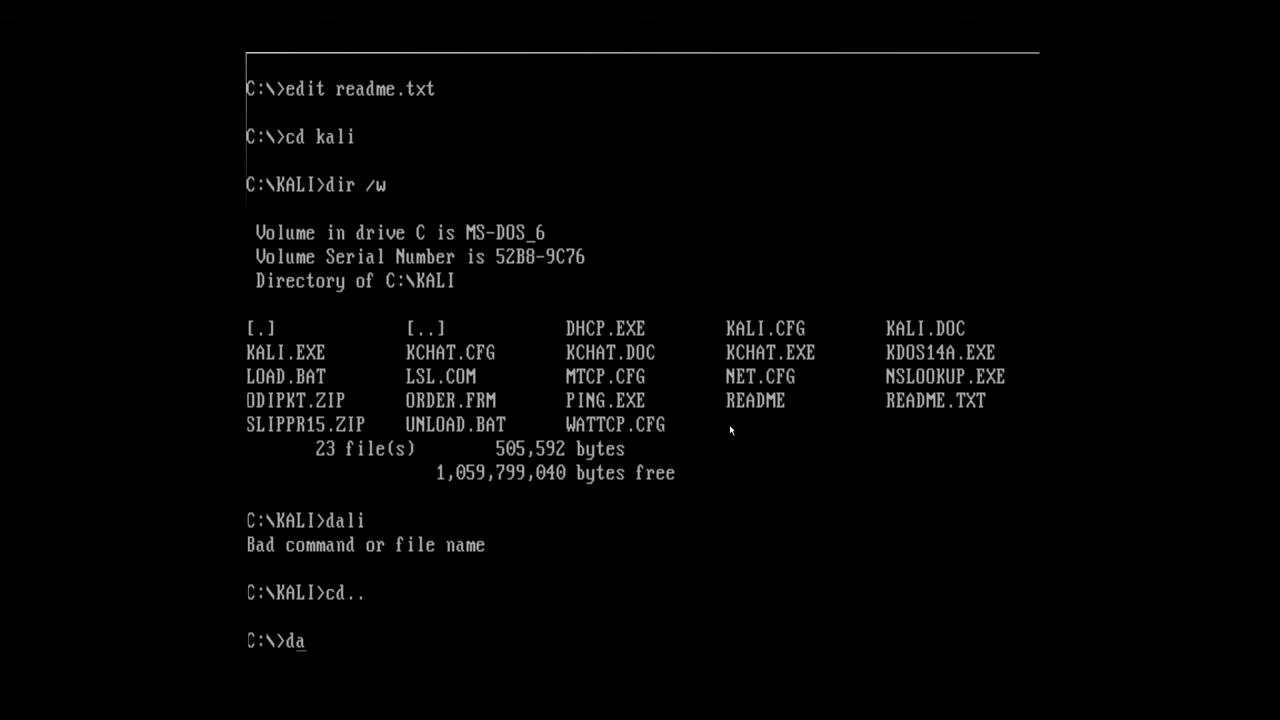 C:\>edit readme.txt
C:\>cd kali
C:\KALI>dir /w
Volume in drive C is MS-DOS_6
Volume Serial Number is 52B8-9C76
Directory of C:\KALI
[.] [..] DHCP.EXE KALI.CFG KALI.DOC
KALI.EXE KCHAT.CFG KCHAT.DOC KCHAT.EXE KDOS14A.EXE
LOAD.BAT LSL.COM MTCP.CFG NET.CFG NSLOOKUP.EXE
ODIPKT.ZIP ORDER.FRM PING.EXE README README.TXT
SLIPPR15.ZIP UNLOAD.BAT WATTCP.CFG
23 file(s) 505,592 bytes
1,059,799,040 bytes free
C:\KALI>dali
Bad command or file name
C:\KALI>cd..
C:\>da_